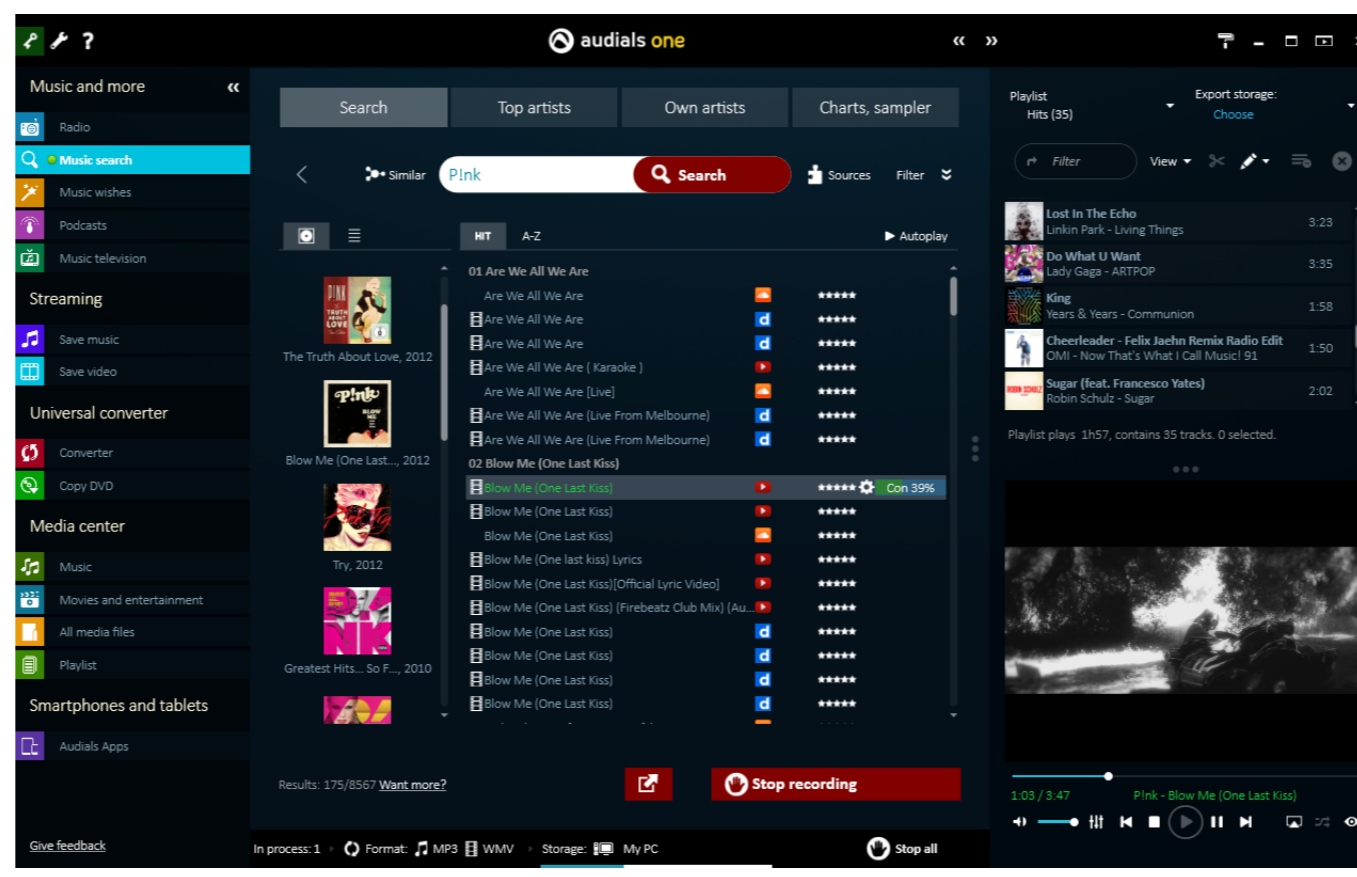 ?
audials one
« »
Music and more «
Radio
Music search
Music wishes
Podcasts
Music television
Streaming
Save music
Save video
Universal converter
Converter
Copy DVD
Media center
Music
Movies and entertainment
All media files
Playlist
Smartphones and tablets
Audials Apps
Give feedback
Search Top artists Own artists Charts, sampler
Similar P!nk Search Sources Filter
HIT A-Z Autoplay
P!NK
THE
TRUTH
ABOUT
LOVE
The Truth About Love, 2012
P!nk
BLOW
ME
Blow Me (One Last..., 2012
Try, 2012
Greatest Hits... So F..., 2010
01 Are We All We Are
Are We All We Are
Are We All We Are d
Are We All We Are d
Are We All We Are ( Karaoke )
Are We All We Are [Live]
Are We All We Are (Live From Melbourne) d
Are We All We Are (Live From Melbourne) d
02 Blow Me (One Last Kiss)
Blow Me (One Last Kiss) Con 39%
Blow Me (One Last Kiss)
Blow Me (One Last Kiss)
Blow Me (One last kiss) Lyrics
Blow Me (One Last Kiss)[Official Lyric Video]
Blow Me (One Last Kiss) (Firebeatz Club Mix) (Au...
Blow Me (One Last Kiss) d
Blow Me (One Last Kiss) d
Blow Me (One Last Kiss) d
Blow Me (One Last Kiss) d
Results: 175/8567 Want more?
Stop recording
In process: 1 Format: MP3 WMV Storage: My PC Stop all
Playlist Export storage:
Hits (35) Choose
Filter View
Lost In The Echo
Linkin Park - Living Things 3:23
Do What U Want
Lady Gaga - ARTPOP 3:35
King
Years & Years - Communion 1:58
Cheerleader - Felix Jaehn Remix Radio Edit
OMI - Now That's What I Call Music! 91 1:50
ROBIN SCHULZ
Sugar (feat. Francesco Yates)
Robin Schulz - Sugar 2:02
Playlist plays 1h57, contains 35 tracks. 0 selected.
1:03 / 3:47 P!nk - Blow Me (One Last Kiss)